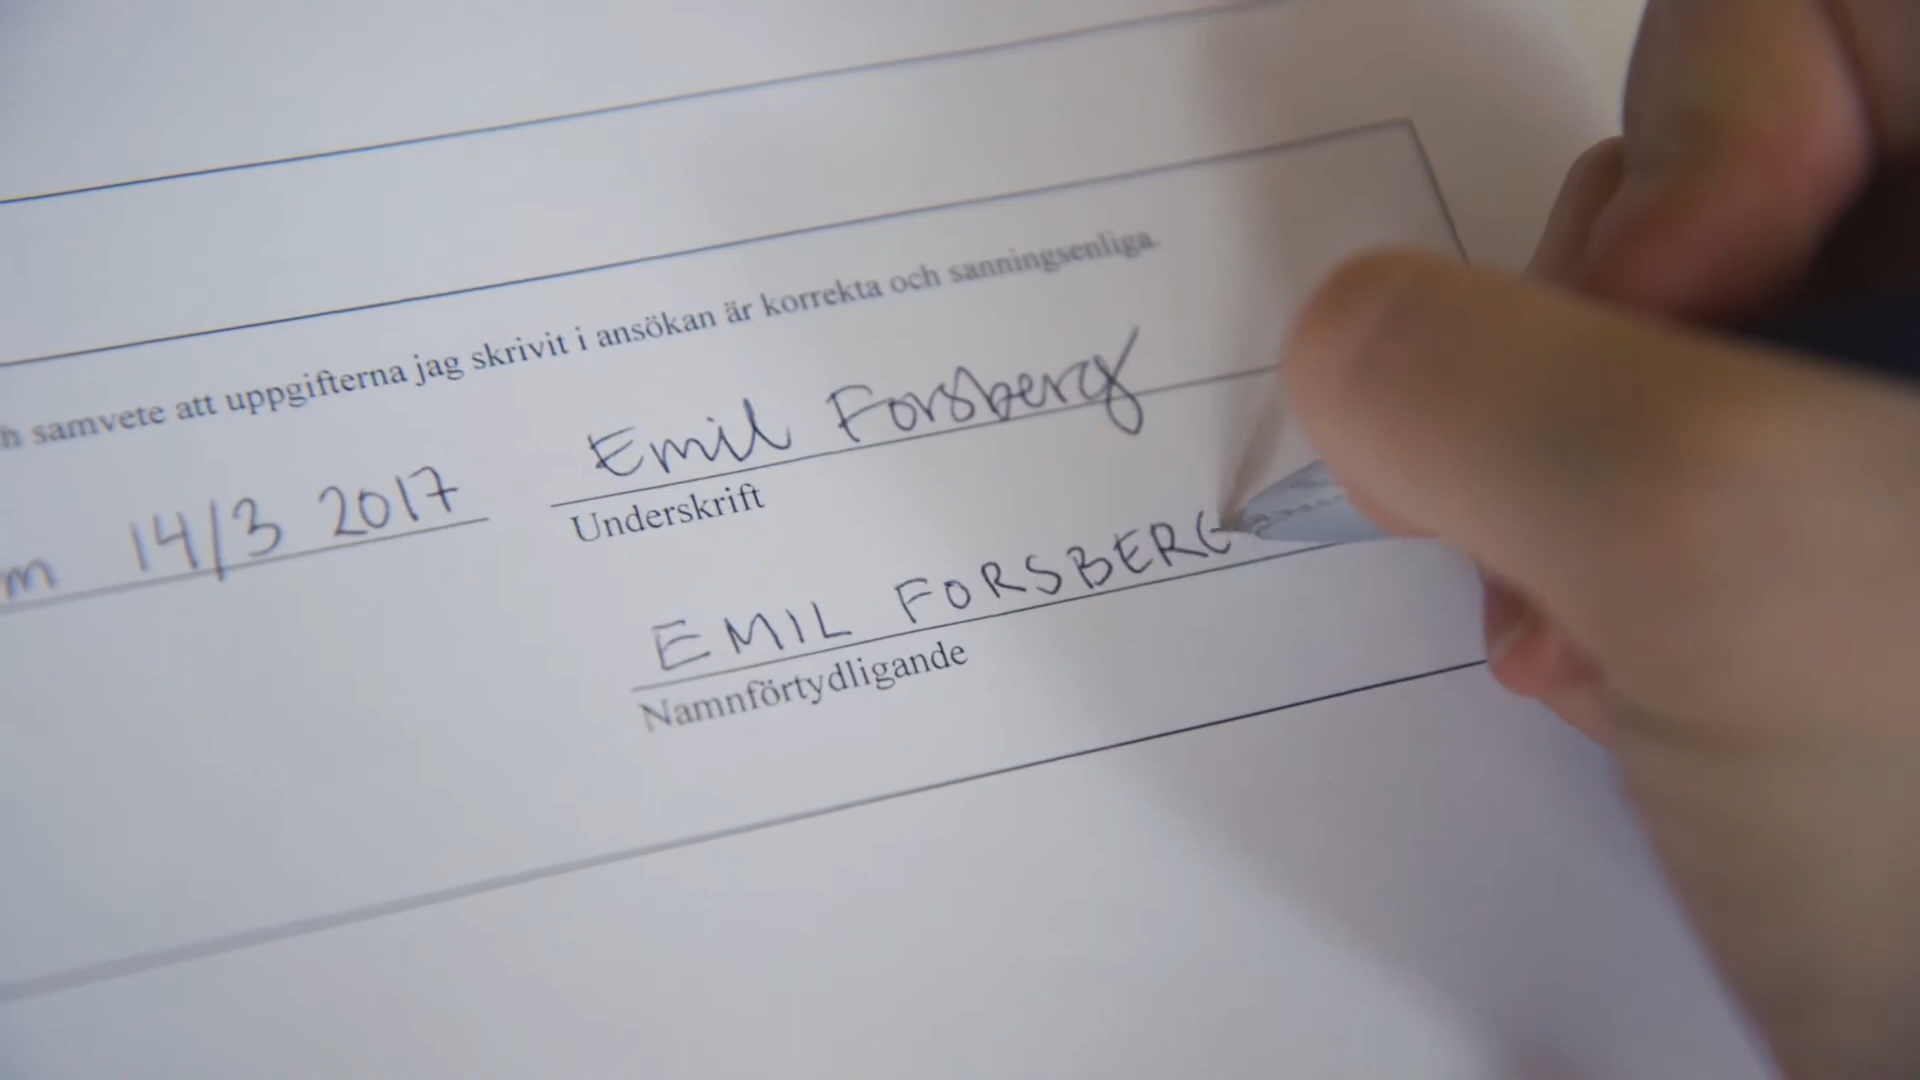 samvete att uppgifterna jag skrivit i ansökan är korrekta och sanningsenliga.
14/3 2017 Emil Forsberg
Underskrift
EMIL FORSBERG
Namnförtydligande